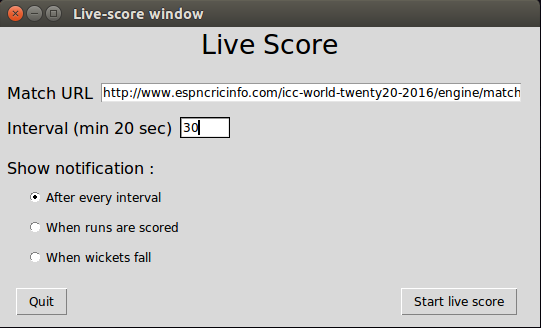 Live-score window
Live Score
Match URL http://www.espncricinfo.com/icc-world-twenty20-2016/engine/match
Interval (min 20 sec) 30
Show notification :
After every interval
When runs are scored
When wickets fall
Quit Start live score